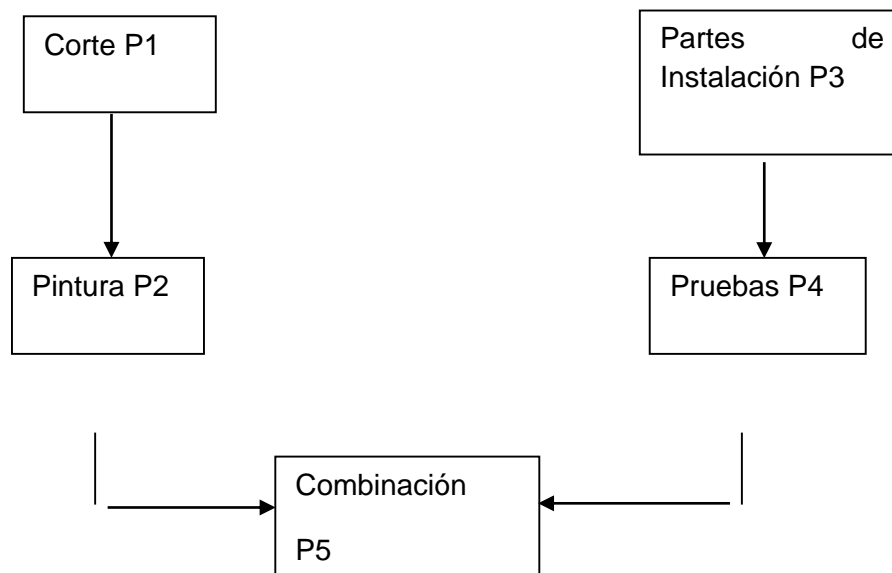 Corte P1
Partes de
Instalación P3
Pintura P2
Pruebas P4
Combinación
P5